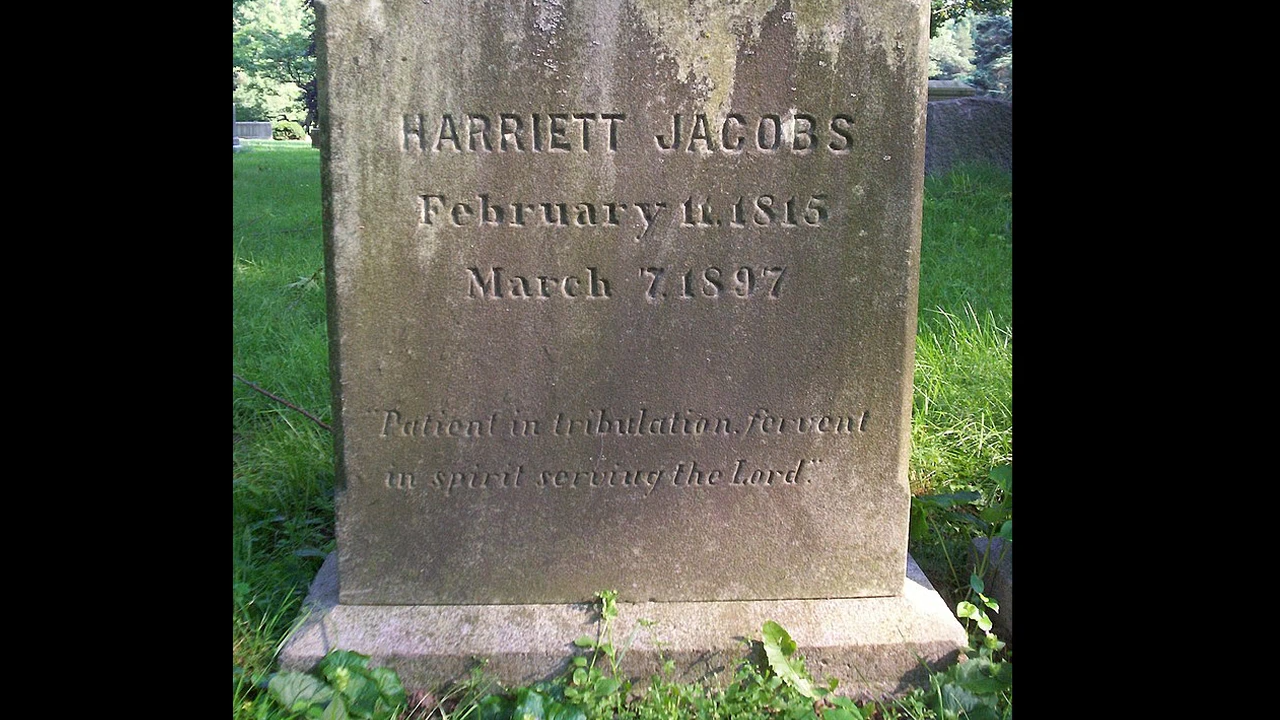 HARRIETT JACOBS
February 11, 1815
March 7, 1897
"Patient in tribulation, fervent
in spirit serving the Lord."